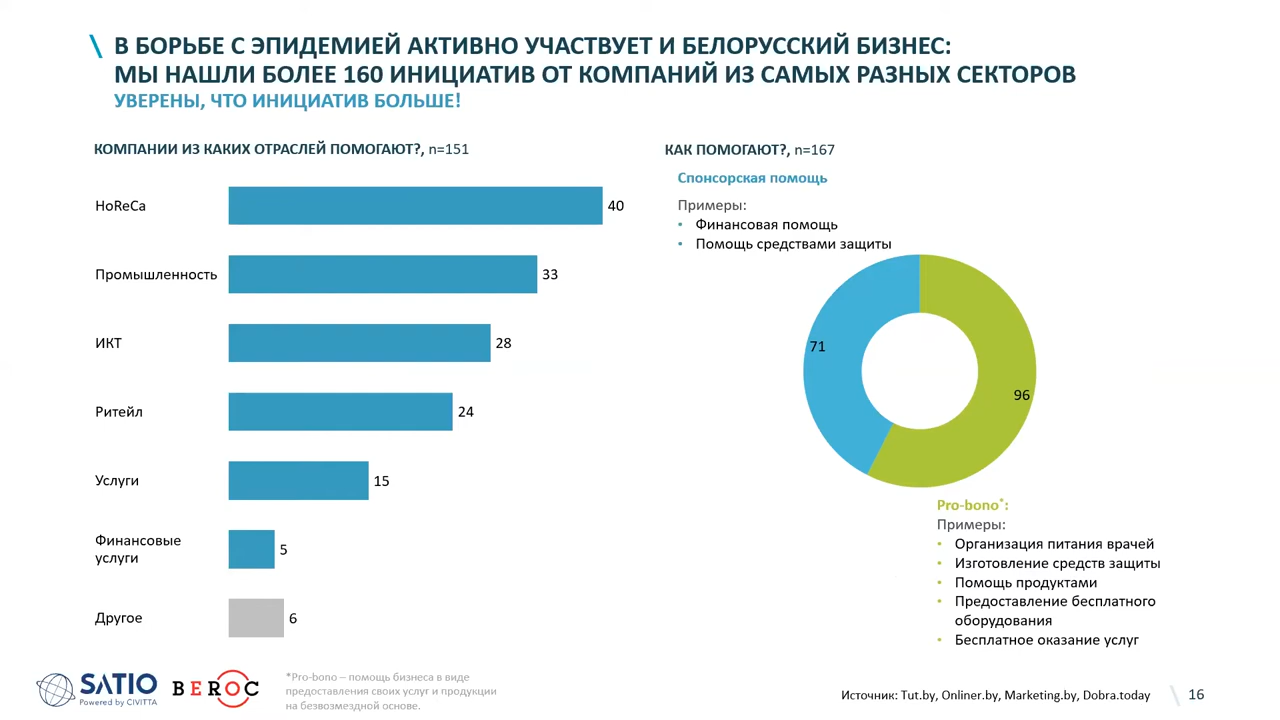 \ В БОРЬБЕ С ЭПИДЕМИЕЙ АКТИВНО УЧАСТВУЕТ И БЕЛОРУССКИЙ БИЗНЕС:
МЫ НАШЛИ БОЛЕЕ 160 ИНИЦИАТИВ ОТ КОМПАНИЙ ИЗ САМЫХ РАЗНЫХ СЕКТОРОВ
УВЕРЕНЫ, ЧТО ИНИЦИАТИВ БОЛЬШЕ!
КОМПАНИИ ИЗ КАКИХ ОТРАСЛЕЙ ПОМОГАЮТ?, n=151
HoReCa 40
Промышленность 33
ИКТ 28
Ритейл 24
Услуги 15
Финансовые
услуги 5
Другое 6
КАК ПОМОГАЮТ?, n=167
Спонсорская помощь
Примеры:
• Финансовая помощь
• Помощь средствами защиты
71
96
Pro-bono*:
Примеры:
• Организация питания врачей
• Изготовление средств защиты
• Помощь продуктами
• Предоставление бесплатного
оборудования
• Бесплатное оказание услуг
SATIO
Powered by CIVITTA
BEROC
*Pro-bono – помощь бизнеса в виде
предоставления своих услуг и продукции
на безвозмездной основе.
Источник: Tut.by, Onliner.by, Marketing.by, Dobra.today \ 16